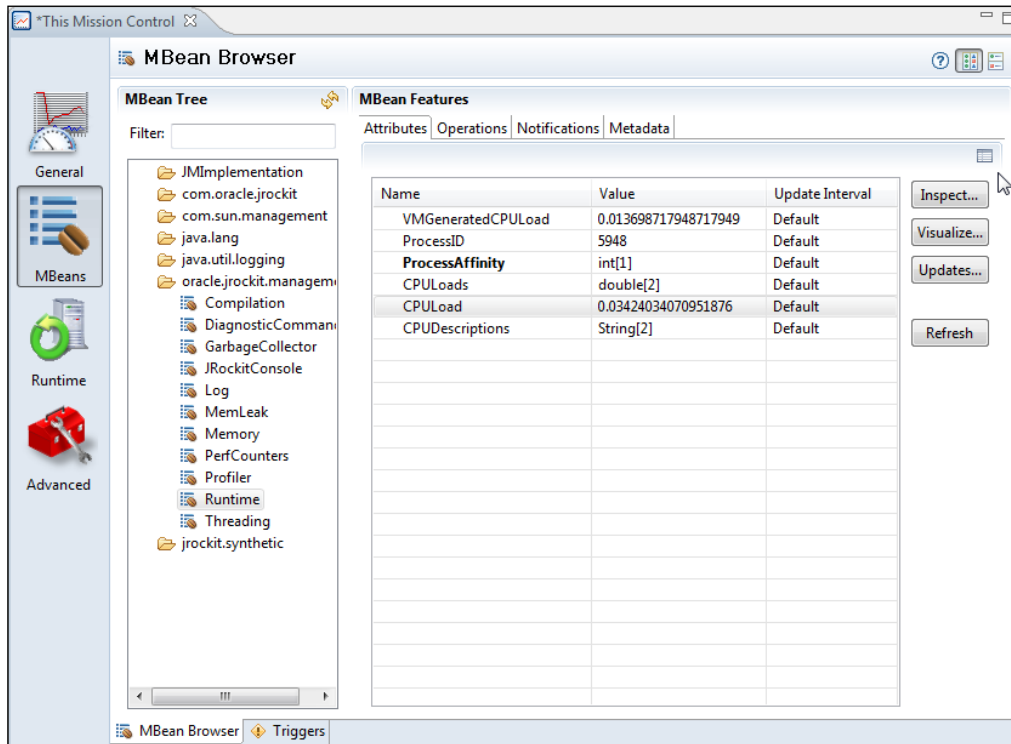 *This Mission Control
MBean Browser
General
MBeans
Runtime
Advanced
MBean Tree
Filter:
JMImplementation
com.oracle.jrockit
com.sun.management
java.lang
java.util.logging
oracle.jrockit.managem
Compilation
DiagnosticComman
GarbageCollector
JRockitConsole
Log
MemLeak
Memory
PerfCounters
Profiler
Runtime
Threading
jrockit.synthetic
MBean Features
Attributes Operations Notifications Metadata
Name Value Update Interval
VMGeneratedCPULoad 0.013698717948717949 Default
ProcessID 5948 Default
ProcessAffinity int[1] Default
CPULoads double[2] Default
CPULoad 0.03424034070951876 Default
CPUDescriptions String[2] Default
Inspect...
Visualize...
Updates...
Refresh
MBean Browser Triggers